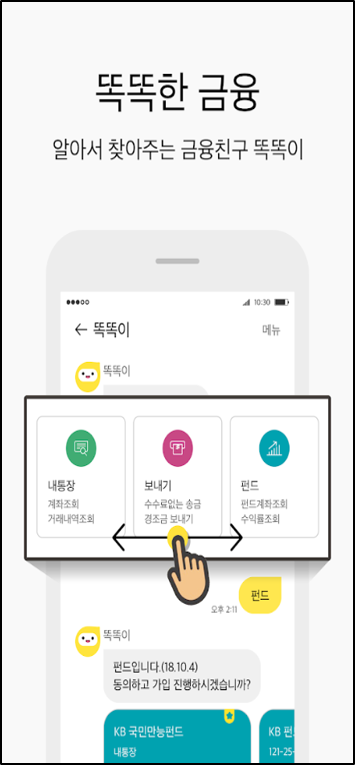 똑똑한 금융
알아서 찾아주는 금융친구 똑똑이
10:30
← 똑똑이 메뉴
똑똑이
내통장
계좌조회
거래내역조회
보내기
수수료없는 송금
경조금 보내기
펀드
펀드계좌조회
수익률조회
오후 2:11 펀드
똑똑이
펀드입니다.(18.10.4)
동의하고 가입 진행하시겠습니까?
KB 국민만능펀드
내통장
KB 펀
121-25-